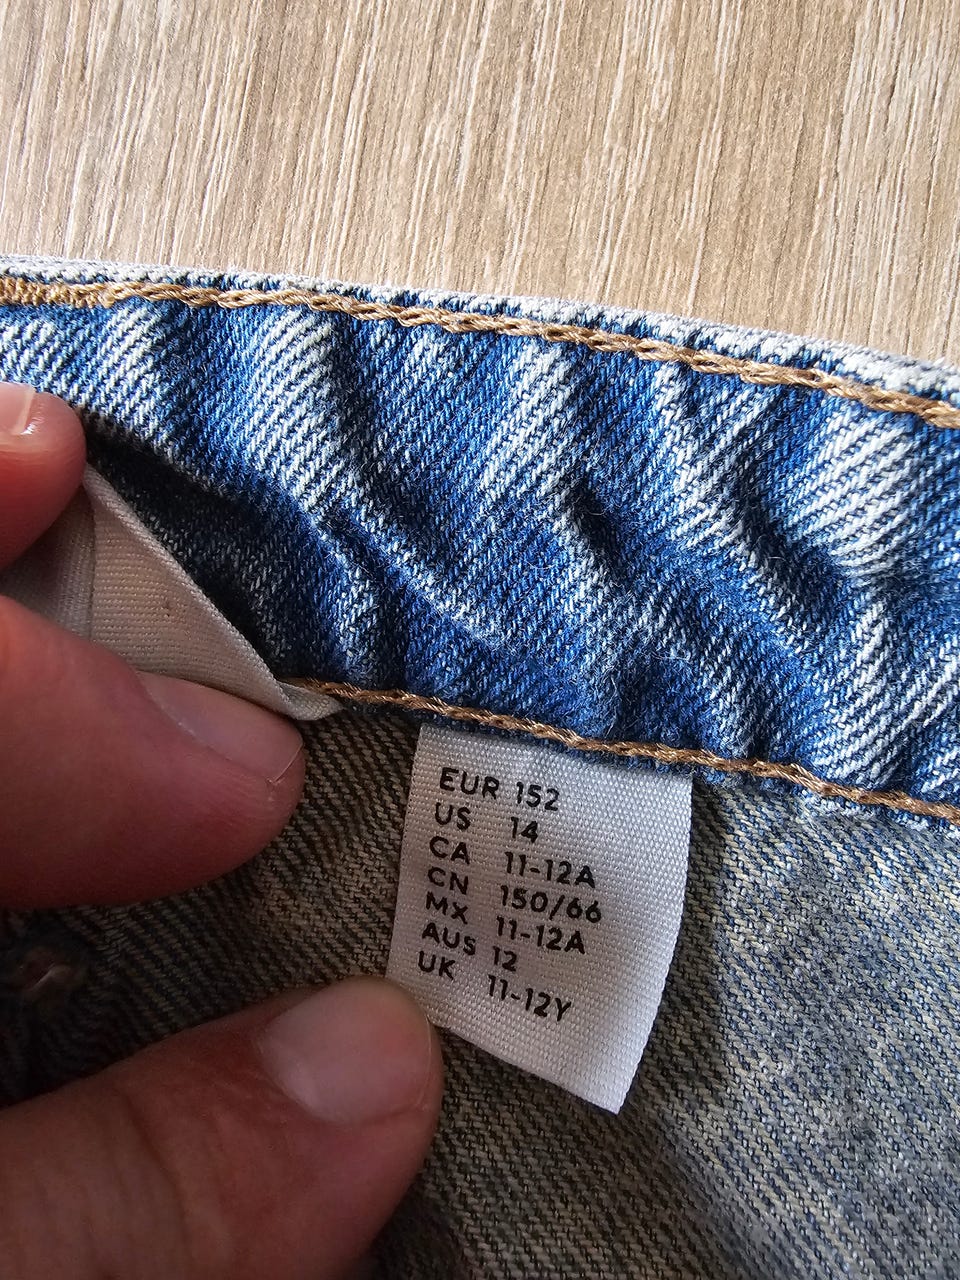 EUR 152
US 14
CA 11-12A
CN 150/66
MX 11-12A
AUS 12
UK 11-12Y